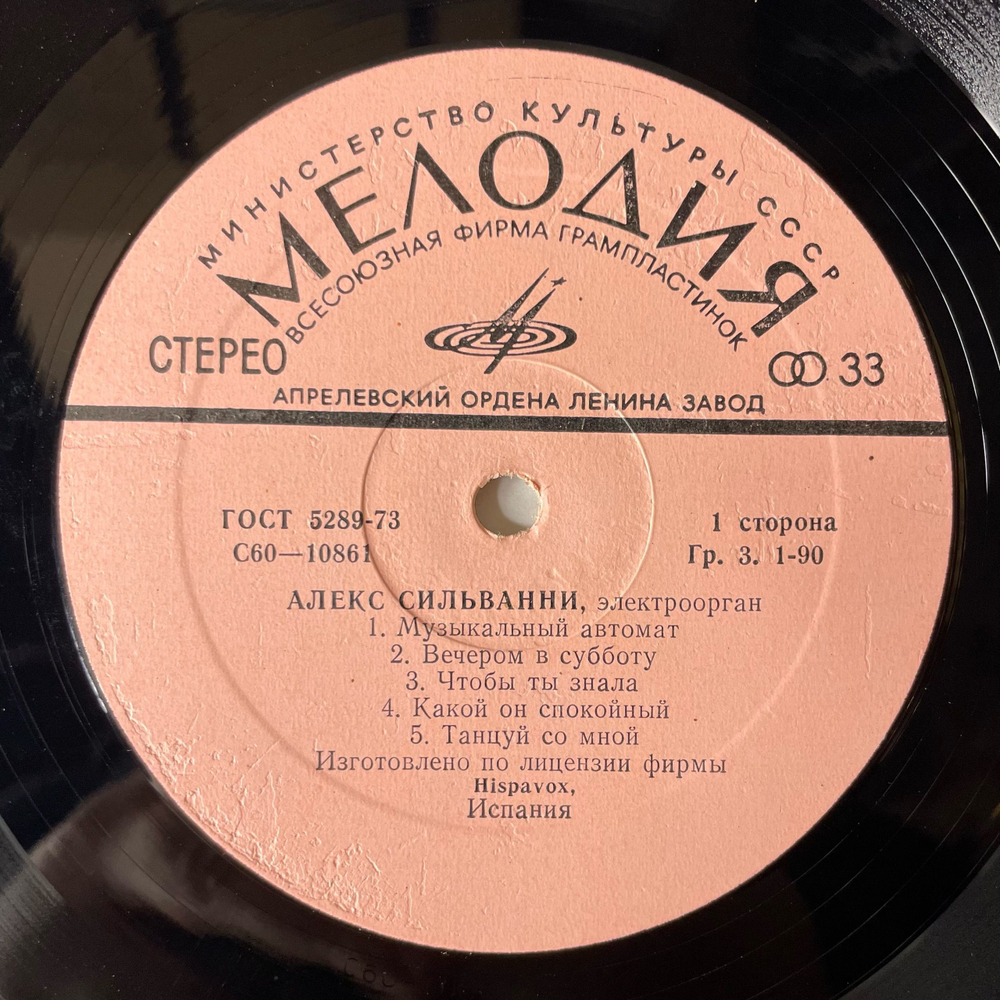 МИНИСТЕРСТВО КУЛЬТУРЫ СССР
МЕЛОДИЯ
ВСЕСОЮЗНАЯ ФИРМА ГРАМПЛАСТИНОК
СТЕРЕО
33
АПРЕЛЕВСКИЙ ОРДЕНА ЛЕНИНА ЗАВОД
ГОСТ 5289-73
1 сторона
С60—10861
Гр. 3. 1-90
АЛЕКС СИЛЬВАННИ, электроорган
1. Музыкальный автомат
2. Вечером в субботу
3. Чтобы ты знала
4. Какой он спокойный
5. Танцуй со мной
Изготовлено по лицензии фирмы
Hispavox,
Испания